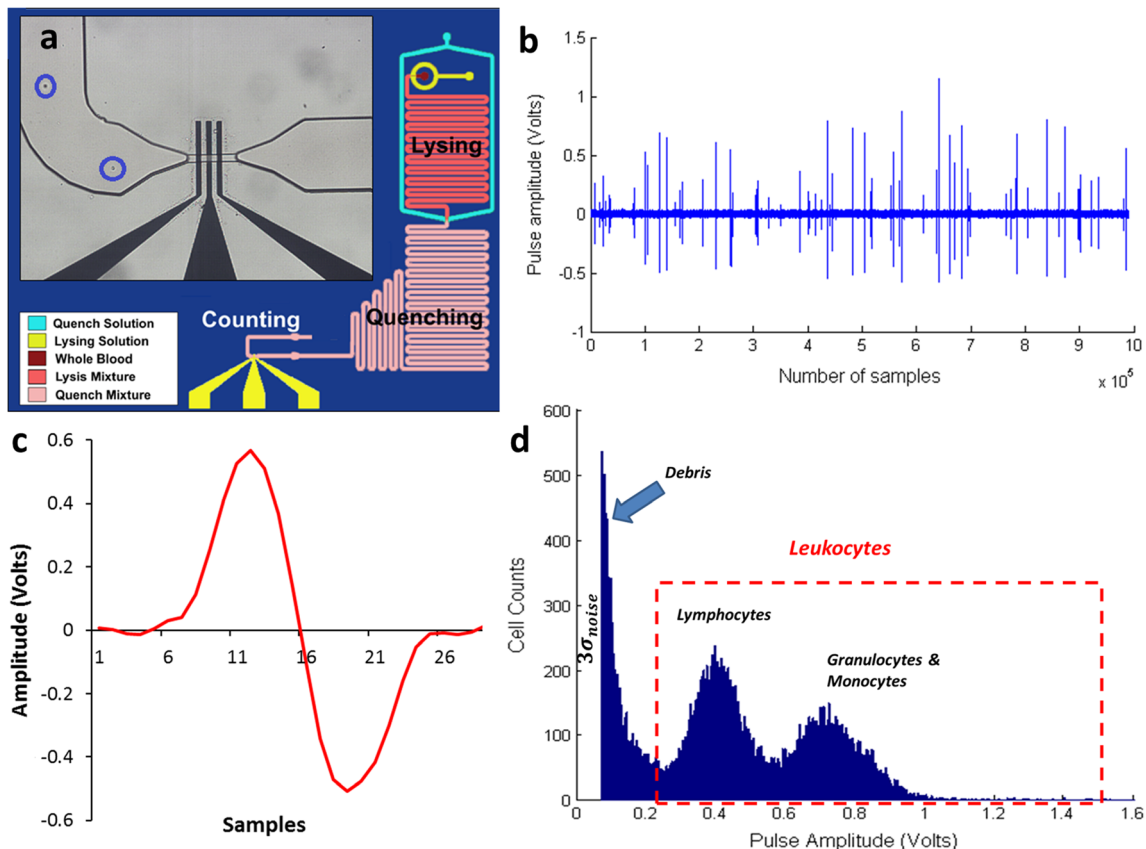 a
Lysing
Quenching
Counting
Quench Solution
Lysing Solution
Whole Blood
Lysis Mixture
Quench Mixture
b
Pulse amplitude (Volts)
1.5
1
0.5
0
-0.5
-1
0 1 2 3 4 5 6 7 8 9 10
Number of samples
x 10^5
c
Amplitude (Volts)
0.6
0.4
0.2
0
-0.2
-0.4
-0.6
1 6 11 16 21 26
Samples
d
Cell Counts
600
500
400
300
200
100
0
3σnoise
Debris
Leukocytes
Lymphocytes
Granulocytes &
Monocytes
0 0.2 0.4 0.6 0.8 1 1.2 1.4 1.6
Pulse Amplitude (Volts)